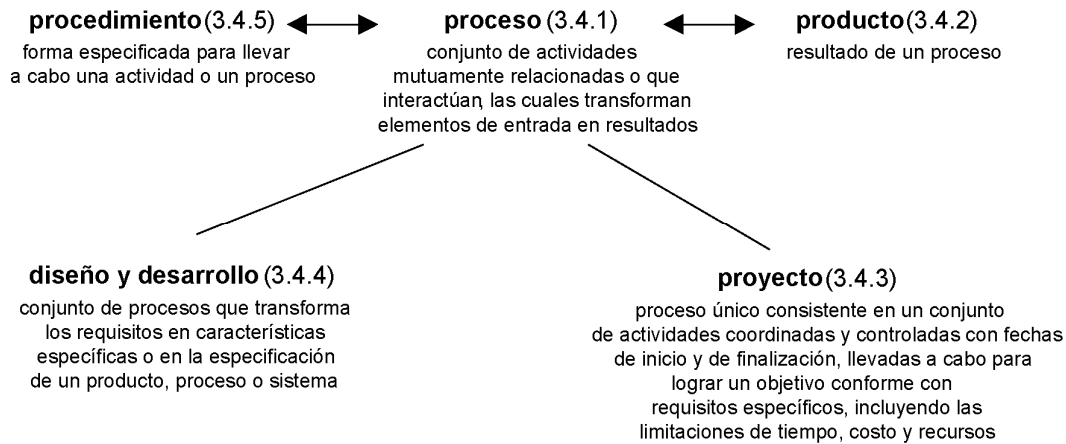 procedimiento (3.4.5)
forma especificada para llevar
a cabo una actividad o un proceso
proceso (3.4.1)
conjunto de actividades
mutuamente relacionadas o que
interactúan, las cuales transforman
elementos de entrada en resultados
producto (3.4.2)
resultado de un proceso
diseño y desarrollo (3.4.4)
conjunto de procesos que transforma
los requisitos en características
específicas o en la especificación
de un producto, proceso o sistema
proyecto (3.4.3)
proceso único consistente en un conjunto
de actividades coordinadas y controladas con fechas
de inicio y de finalización, llevadas a cabo para
lograr un objetivo conforme con
requisitos específicos, incluyendo las
limitaciones de tiempo, costo y recursos